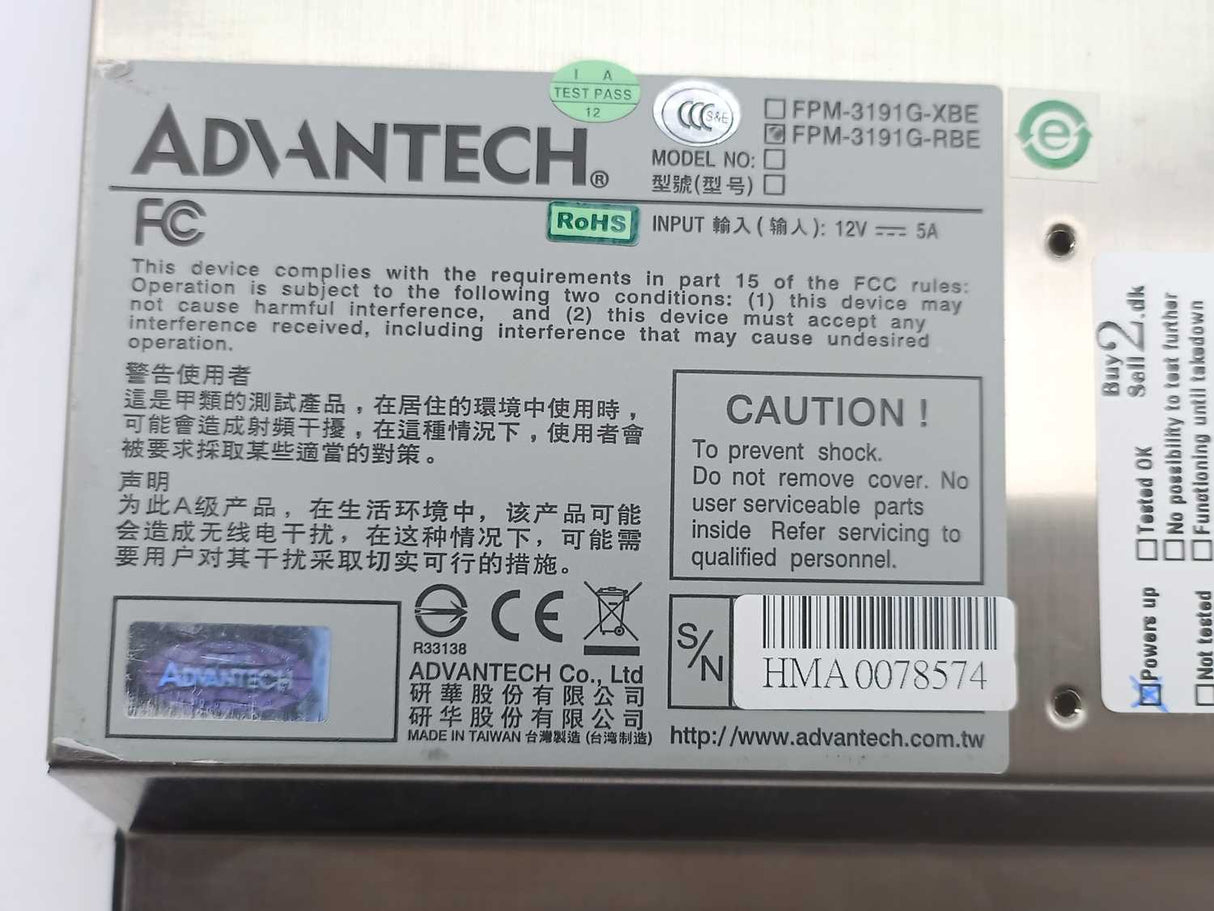 I A
TEST PASS
12
S&E
ADVANTECH®
FPM-3191G-XBE
FPM-3191G-RBE
MODEL NO:
型號(型号)
e
FC
RoHS
INPUT 輸入(输入): 12V ⎓ 5A
This device complies with the requirements in part 15 of the FCC rules:
Operation is subject to the following two conditions: (1) this device may
not cause harmful interference, and (2) this device must accept any
interference received, including interference that may cause undesired
operation.
警告使用者
這是甲類的測試產品，在居住的環境中使用時，
可能會造成射頻干擾，在這種情況下，使用者會
被要求採取某些適當的對策。
声明
为此A级产品，在生活环境中，该产品可能
会造成无线电干扰，在这种情况下，可能需
要用户对其干扰采取切实可行的措施。
CAUTION !
To prevent shock.
Do not remove cover. No
user serviceable parts
inside Refer servicing to
qualified personnel.
ADVANTECH
R33138
CE
ADVANTECH Co., Ltd
研華股份有限公司
研华股份有限公司
MADE IN TAIWAN 台灣製造 (台湾制造)
S/N
HMA0078574
http://www.advantech.com.tw
Buy
Sell 2.dk
Powers up
Tested OK
No possibility to test further
Not tested
Functioning until takedown